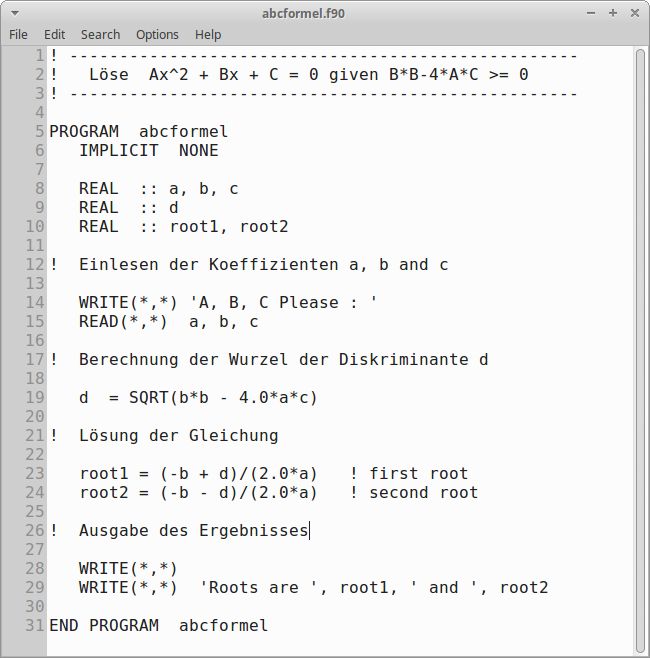 abcformel.f90
File Edit Search Options Help
1 ! ---------------------------------------------------
2 !   Löse  Ax^2 + Bx + C = 0 given B*B-4*A*C >= 0
3 ! ---------------------------------------------------
4
5 PROGRAM  abcformel
6    IMPLICIT  NONE
7
8    REAL  :: a, b, c
9    REAL  :: d
10    REAL  :: root1, root2
11
12 !  Einlesen der Koeffizienten a, b and c
13
14    WRITE(*,*) 'A, B, C Please : '
15    READ(*,*)  a, b, c
16
17 !  Berechnung der Wurzel der Diskriminante d
18
19    d  = SQRT(b*b - 4.0*a*c)
20
21 !  Lösung der Gleichung
22
23    root1 = (-b + d)/(2.0*a)   ! first root
24    root2 = (-b - d)/(2.0*a)   ! second root
25
26 !  Ausgabe des Ergebnisses
27
28    WRITE(*,*)
29    WRITE(*,*)  'Roots are ', root1, ' and ', root2
30
31 END PROGRAM  abcformel